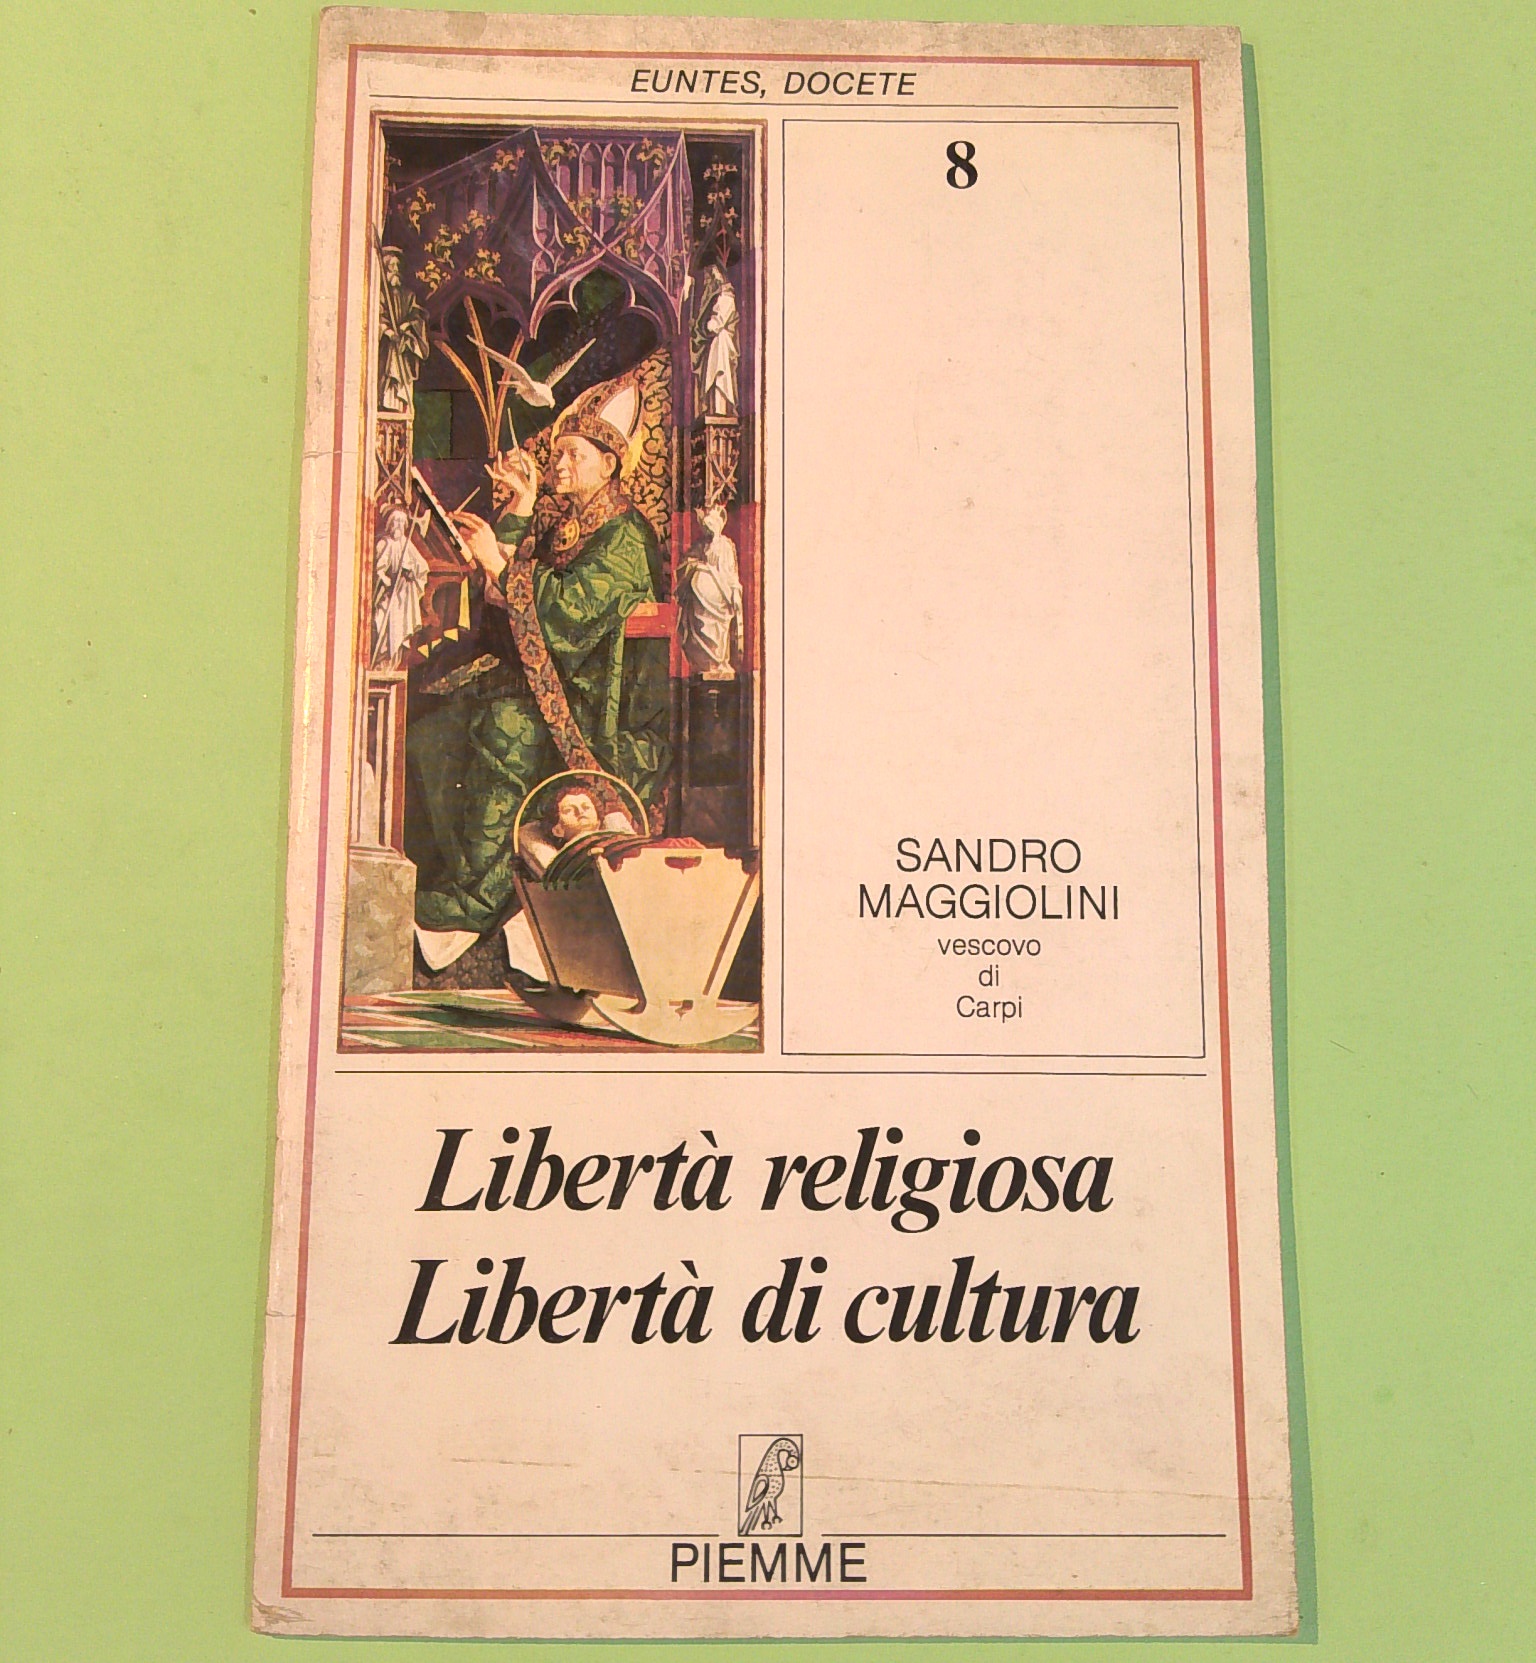 EUNTES, DOCETE
8
SANDRO
MAGGIOLINI
vescovo
di
Carpi
Libertà religiosa
Libertà di cultura
PIEMME